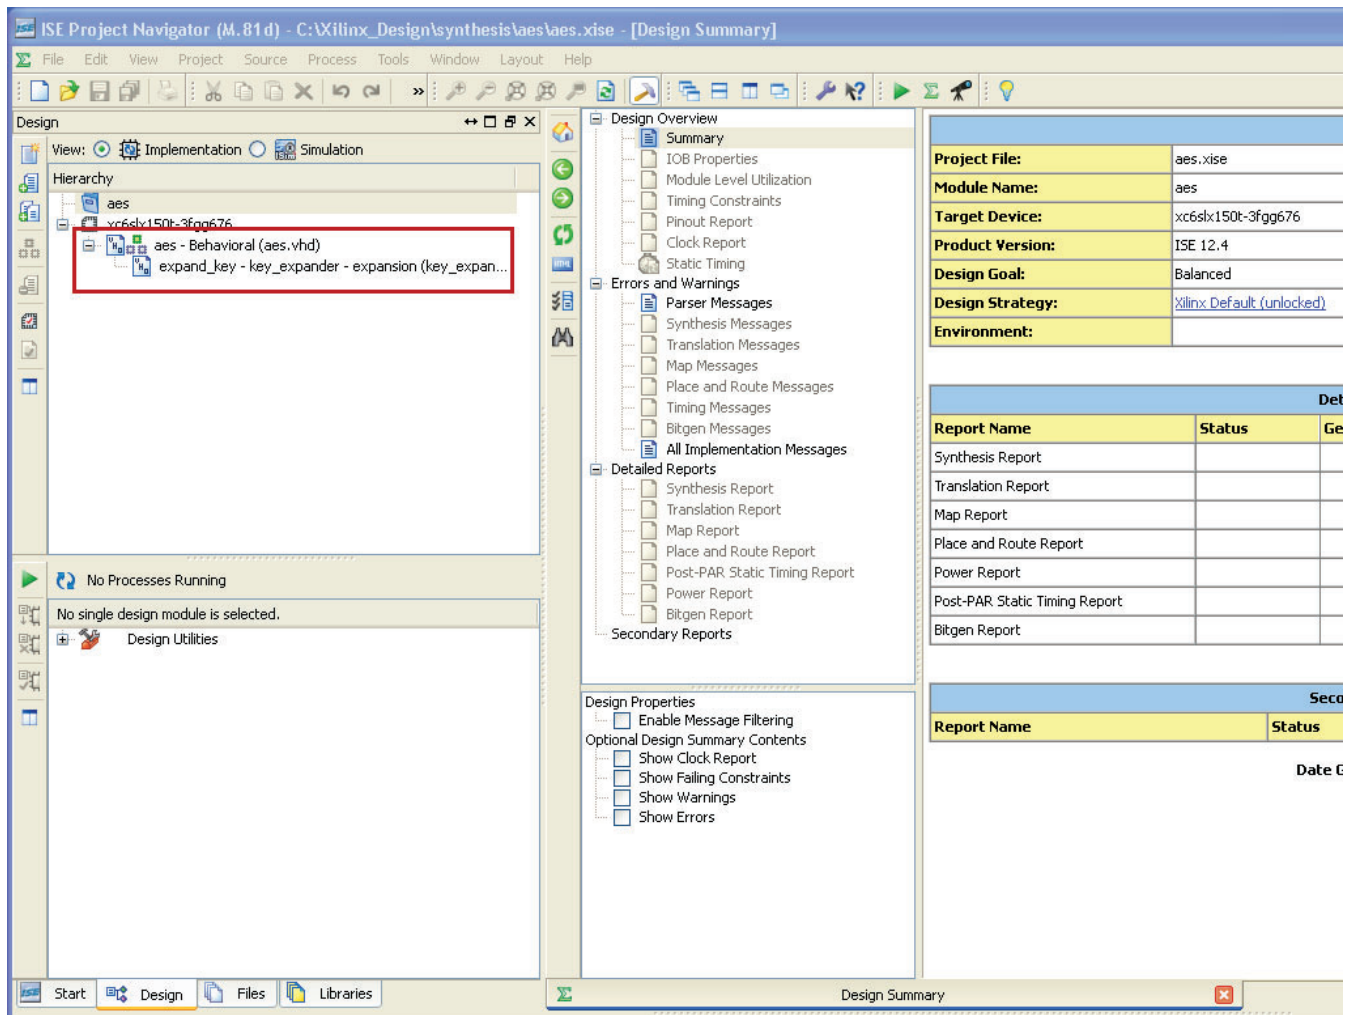 ISE Project Navigator (M.81d) - C:\Xilinx_Design\synthesis\aes\aes.xise - [Design Summary]
File Edit View Project Source Process Tools Window Layout Help
Design
View: Implementation Simulation
Hierarchy
aes
xc6slx150t-3fgg676
aes - Behavioral (aes.vhd)
expand_key - key_expander - expansion (key_expan...
No Processes Running
No single design module is selected.
Design Utilities
Start Design Files Libraries
Design Overview
Summary
IOB Properties
Module Level Utilization
Timing Constraints
Pinout Report
Clock Report
Static Timing
Errors and Warnings
Parser Messages
Synthesis Messages
Translation Messages
Map Messages
Place and Route Messages
Timing Messages
Bitgen Messages
All Implementation Messages
Detailed Reports
Synthesis Report
Translation Report
Map Report
Place and Route Report
Post-PAR Static Timing Report
Power Report
Bitgen Report
Secondary Reports
Design Properties
Enable Message Filtering
Optional Design Summary Contents
Show Clock Report
Show Failing Constraints
Show Warnings
Show Errors
Project File: aes.xise
Module Name: aes
Target Device: xc6slx150t-3fgg676
Product Version: ISE 12.4
Design Goal: Balanced
Design Strategy: Xilinx Default (unlocked)
Environment:
Det
Report Name Status Ge
Synthesis Report
Translation Report
Map Report
Place and Route Report
Power Report
Post-PAR Static Timing Report
Bitgen Report
Seco
Report Name Status
Date G
Design Summary